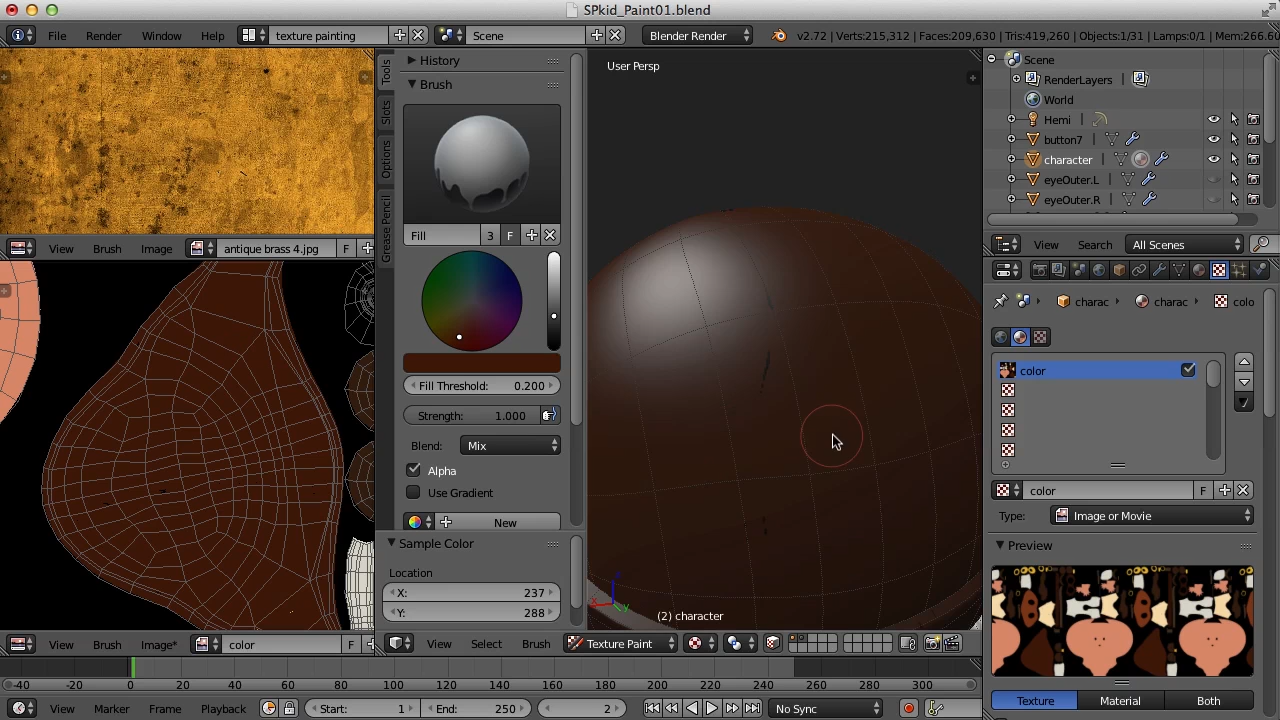 SPkid_Paint01.blend
File Render Window Help texture painting Scene Blender Render v2.72 | Verts:215,312 | Faces:209,630 | Tris:419,260 | Objects:1/31 | Lamps:0/1 |
View Brush Image antique brass 4.jpg F
View Brush Image* color F
Tools
Slots
Options
Grease Pencil
History
Brush
Fill 3 F
Fill Threshold: 0.200
Strength: 1.000
Blend: Mix
Alpha
Use Gradient
New
Sample Color
Location
X: 237
Y: 288
User Persp
x y
(2) character
View Select Brush Texture Paint
Scene
RenderLayers
World
Hemi
button7
character
eyeOuter.L
eyeOuter.R
View Search All Scenes
charac charac colo
color
color F
Type: Image or Movie
Preview
Texture Material Both
-40 -20 0 20 40 60 80 100 120 140 160 180 200 220 240 260 280 300
View Marker Frame Playback Start: 1 End: 250 2 No Sync